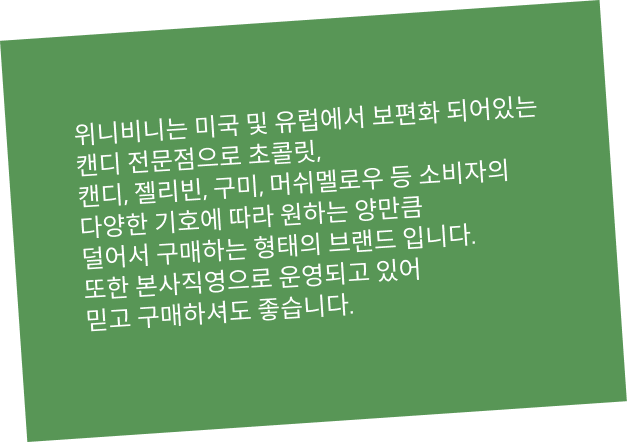 위니비니는 미국 및 유럽에서 보편화 되어있는
캔디 전문점으로 초콜릿,
캔디, 젤리빈, 구미, 머쉬멜로우 등 소비자의
다양한 기호에 따라 원하는 양만큼
덜어서 구매하는 형태의 브랜드 입니다.
또한 본사직영으로 운영되고 있어
믿고 구매하셔도 좋습니다.